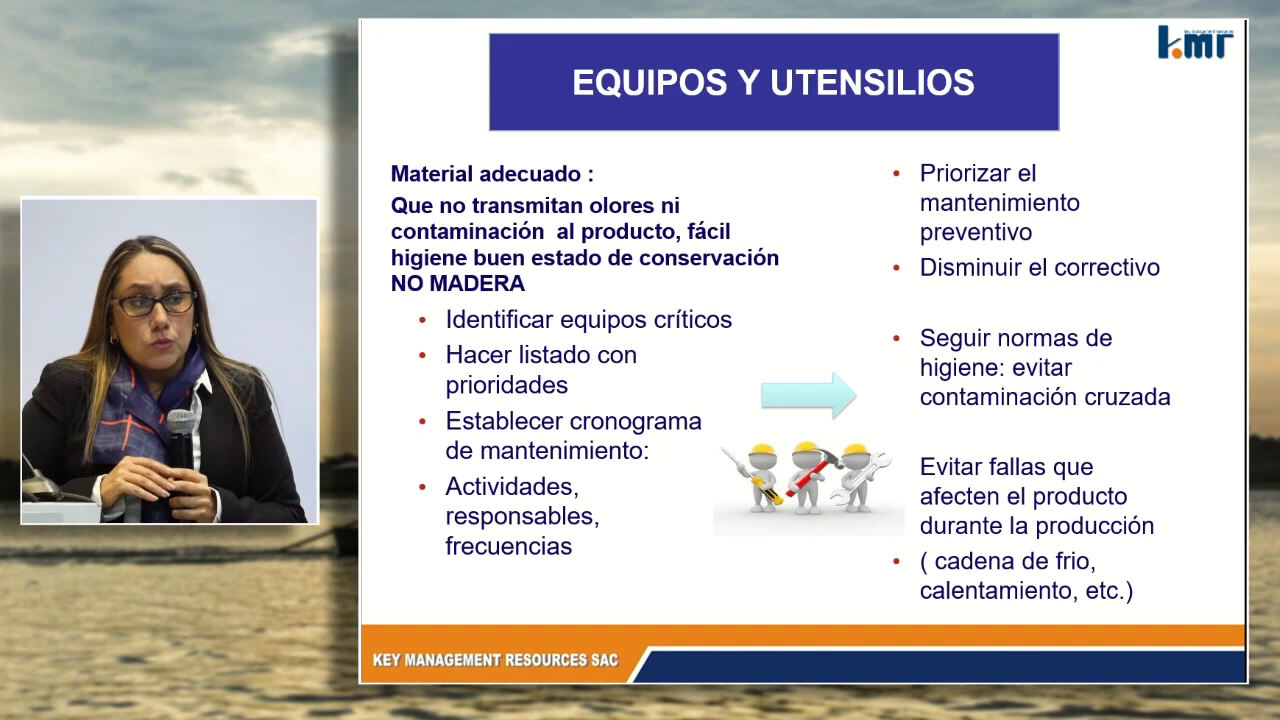 EQUIPOS Y UTENSILIOS
kmr
Material adecuado :
Que no transmitan olores ni
contaminación al producto, fácil
higiene buen estado de conservación
NO MADERA
• Identificar equipos críticos
• Hacer listado con
prioridades
• Establecer cronograma
de mantenimiento:
• Actividades,
responsables,
frecuencias
• Priorizar el
mantenimiento
preventivo
• Disminuir el correctivo
• Seguir normas de
higiene: evitar
contaminación cruzada
Evitar fallas que
afecten el producto
durante la producción
• ( cadena de frio,
calentamiento, etc.)
KEY MANAGEMENT RESOURCES SAC